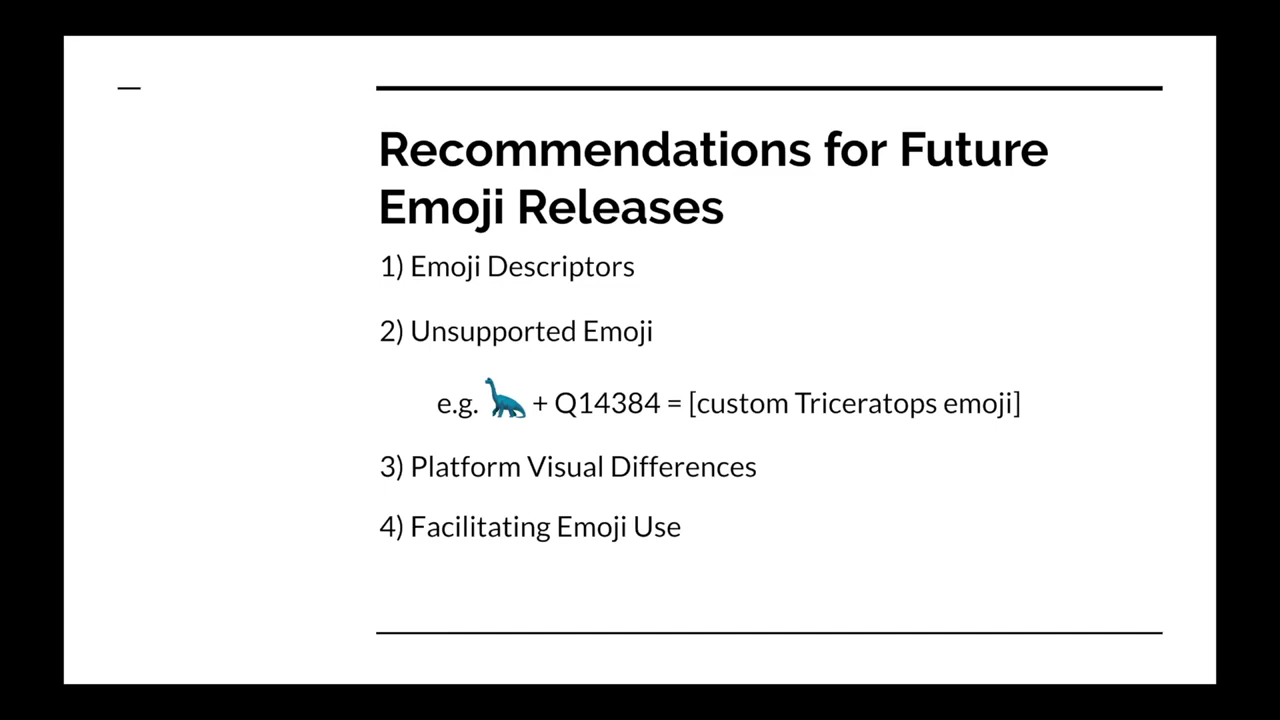 Recommendations for Future
Emoji Releases
1) Emoji Descriptors
2) Unsupported Emoji
e.g. 🦕 + Q14384 = [custom Triceratops emoji]
3) Platform Visual Differences
4) Facilitating Emoji Use